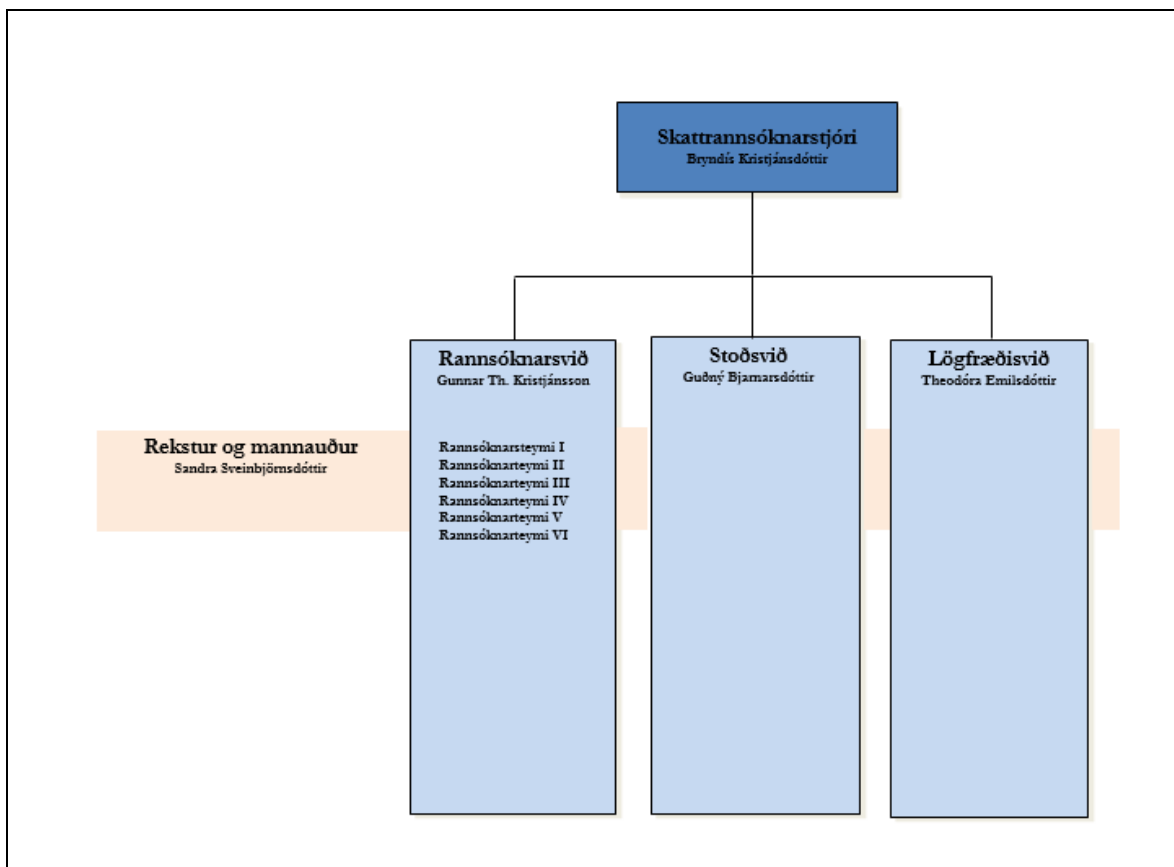 Skattrannsóknarstjóri
Bryndís Kristjánsdóttir
Rannsóknarsvið
Gunnar Th. Kristjánsson
Stoðsvið
Guðný Bjarnarsdóttir
Lögfræðisvið
Theodóra Emilsdóttir
Rekstur og mannauður
Sandra Sveinbjörnsdóttir
Rannsóknarsteymi I
Rannsóknarteymi II
Rannsóknarteymi III
Rannsóknarteymi IV
Rannsóknarteymi V
Rannsóknarteymi VI